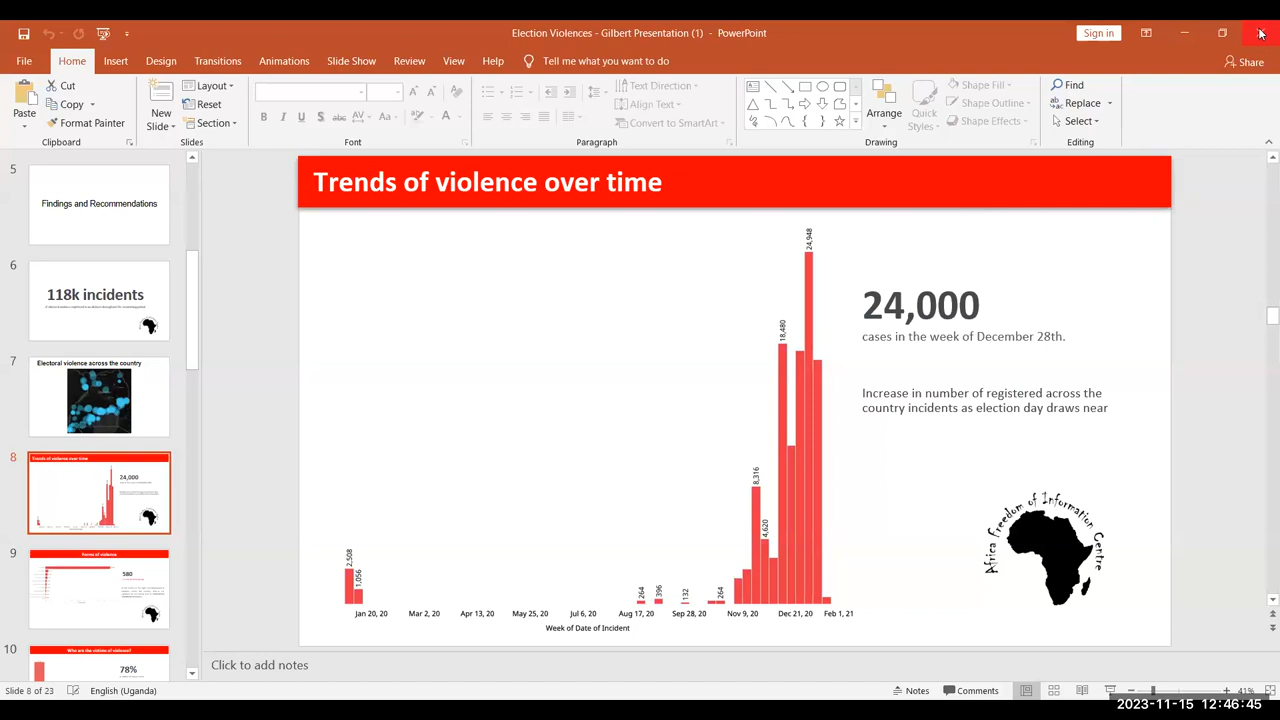 Election Violences - Gilbert Presentation (1) - PowerPoint
Sign in
File Home Insert Design Transitions Animations Slide Show Review View Help Tell me what you want to do
Share
Paste
Cut
Copy
Format Painter
Clipboard
New Slide
Layout
Reset
Section
Slides
Font
Text Direction
Align Text
Convert to SmartArt
Paragraph
Arrange
Quick Styles
Shape Fill
Shape Outline
Shape Effects
Drawing
Find
Replace
Select
Editing
5
Findings and Recommendations
6
118k incidents
7
Electoral violence across the country
8
Trends of violence over time
24,000
9
Forms of violence
580
10
Who are the victims of violence?
78%
Trends of violence over time
2,508
1,056
264
396
132
264
8,316
4,620
18,480
24,948
Jan 20, 20 Mar 2, 20 Apr 13, 20 May 25, 20 Jul 6, 20 Aug 17, 20 Sep 28, 20 Nov 9, 20 Dec 21, 20 Feb 1, 21
Week of Date of Incident
24,000
cases in the week of December 28th.
Increase in number of registered across the
country incidents as election day draws near
Africa Freedom of Information Centre
Click to add notes
Slide 8 of 23
English (Uganda)
Notes
Comments
41%
2023-11-15 12:46:45